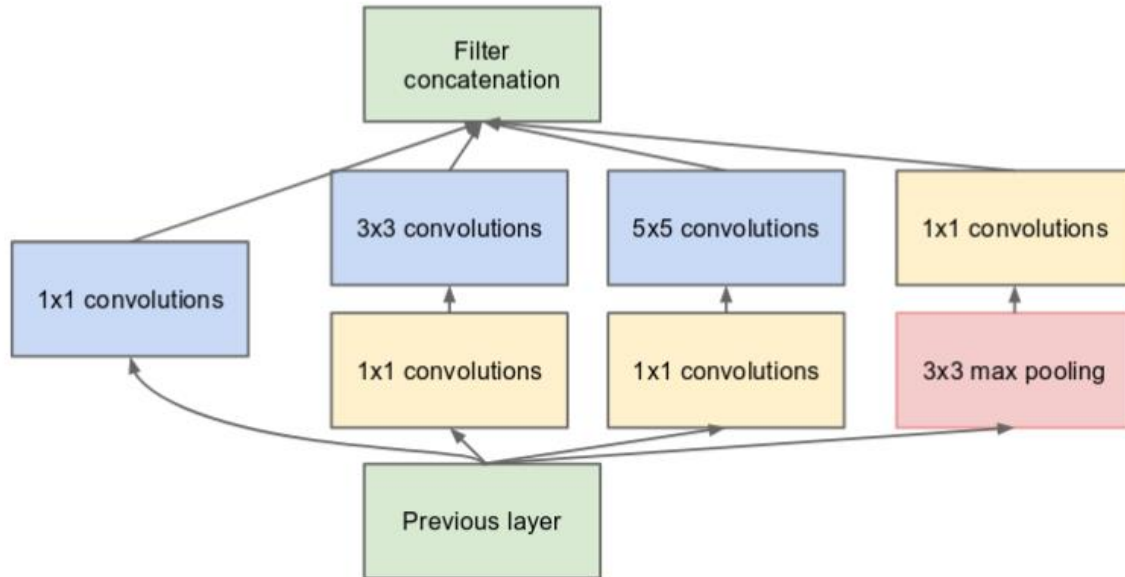 Filter
concatenation
3x3 convolutions
5x5 convolutions
1x1 convolutions
1x1 convolutions
1x1 convolutions
1x1 convolutions
3x3 max pooling
Previous layer